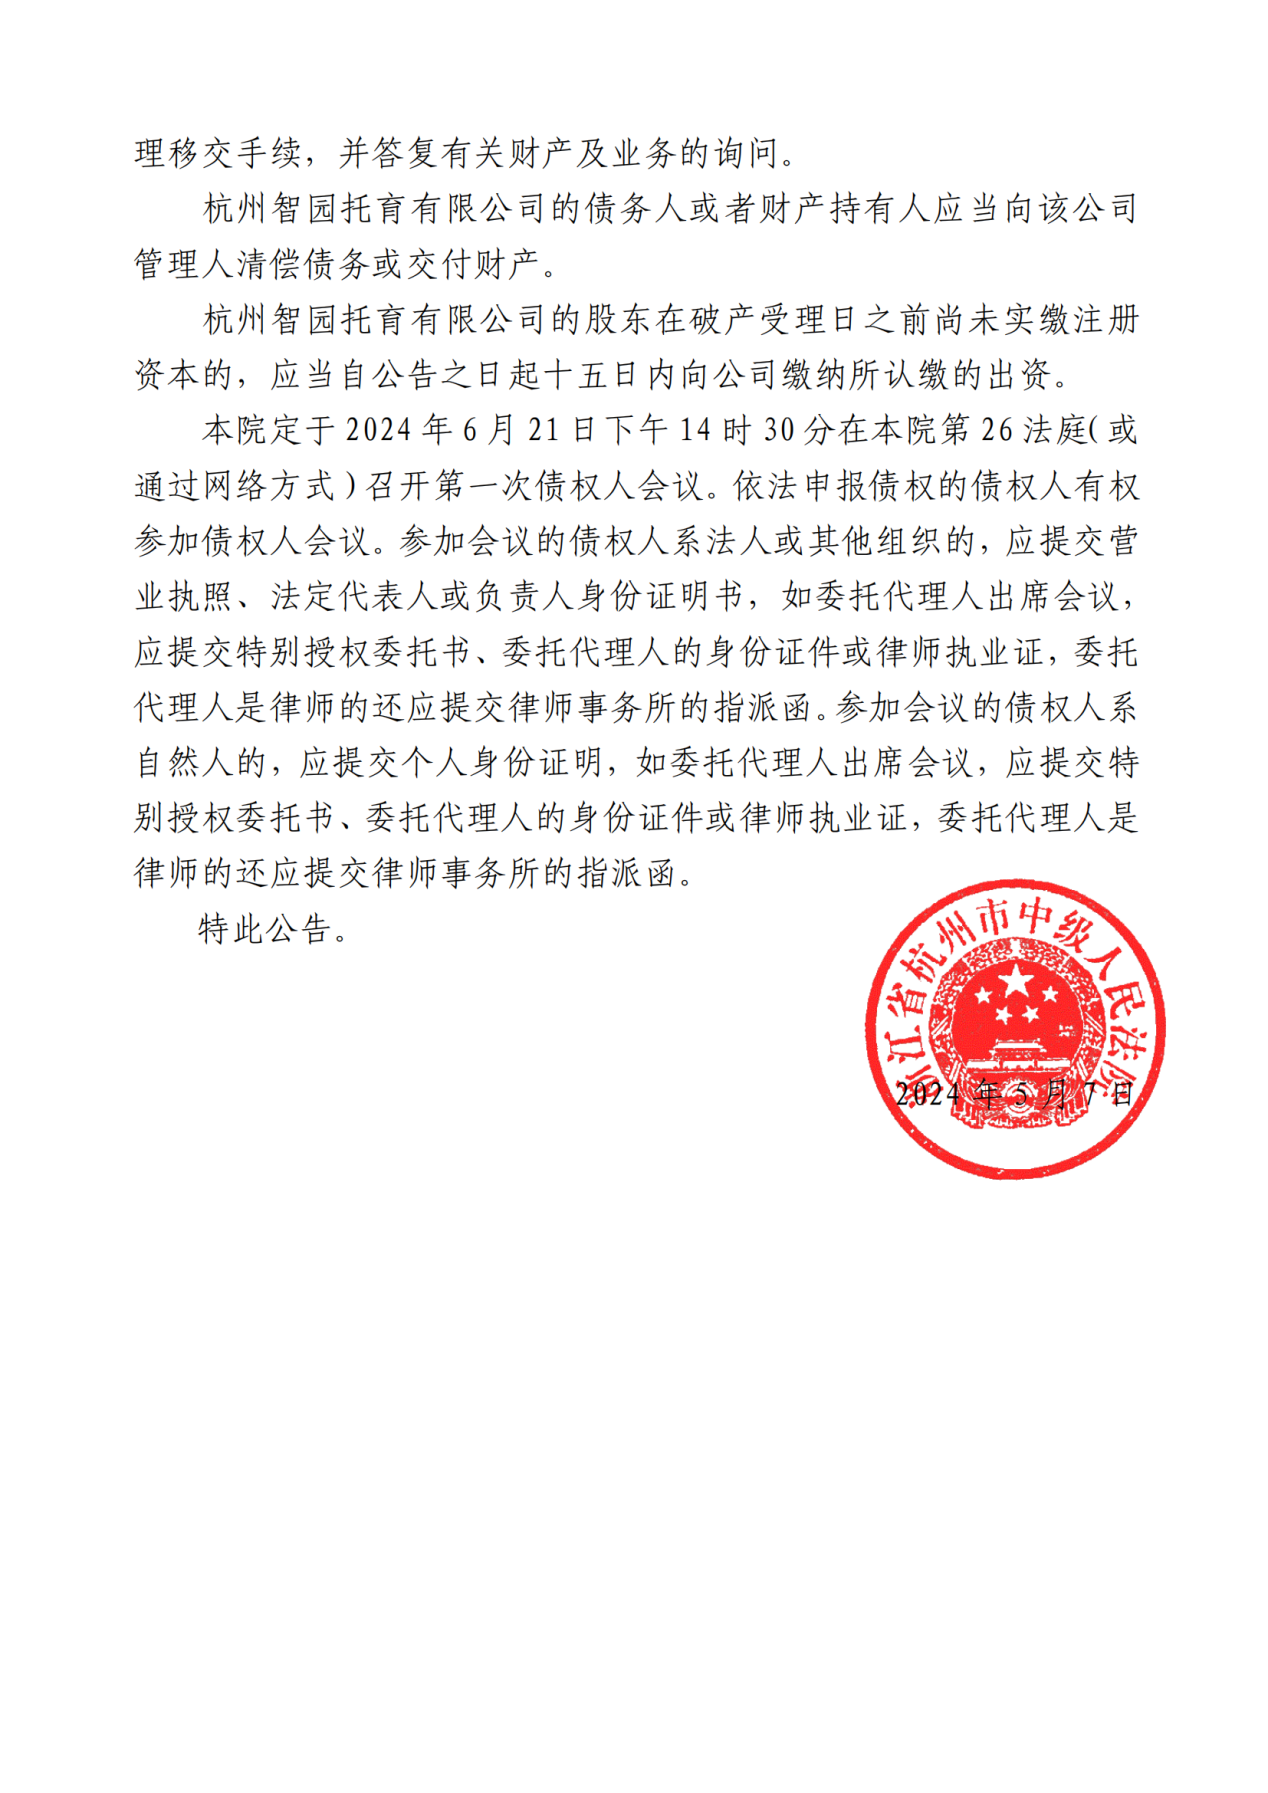 理移交手续，并答复有关财产及业务的询问。
杭州智园托育有限公司的债务人或者财产持有人应当向该公司
管理人清偿债务或交付财产。
杭州智园托育有限公司的股东在破产受理日之前尚未实缴注册
资本的，应当自公告之日起十五日内向公司缴纳所认缴的出资。
本院定于 2024 年 6 月 21 日下午 14 时 30 分在本院第 26 法庭(或
通过网络方式)召开第一次债权人会议。依法申报债权的债权人有权
参加债权人会议。参加会议的债权人系法人或其他组织的，应提交营
业执照、法定代表人或负责人身份证明书，如委托代理人出席会议，
应提交特别授权委托书、委托代理人的身份证件或律师执业证，委托
代理人是律师的还应提交律师事务所的指派函。参加会议的债权人系
自然人的，应提交个人身份证明，如委托代理人出席会议，应提交特
别授权委托书、委托代理人的身份证件或律师执业证，委托代理人是
律师的还应提交律师事务所的指派函。
特此公告。
浙江省杭州市中级人民法院
2024 年 5 月 7 日